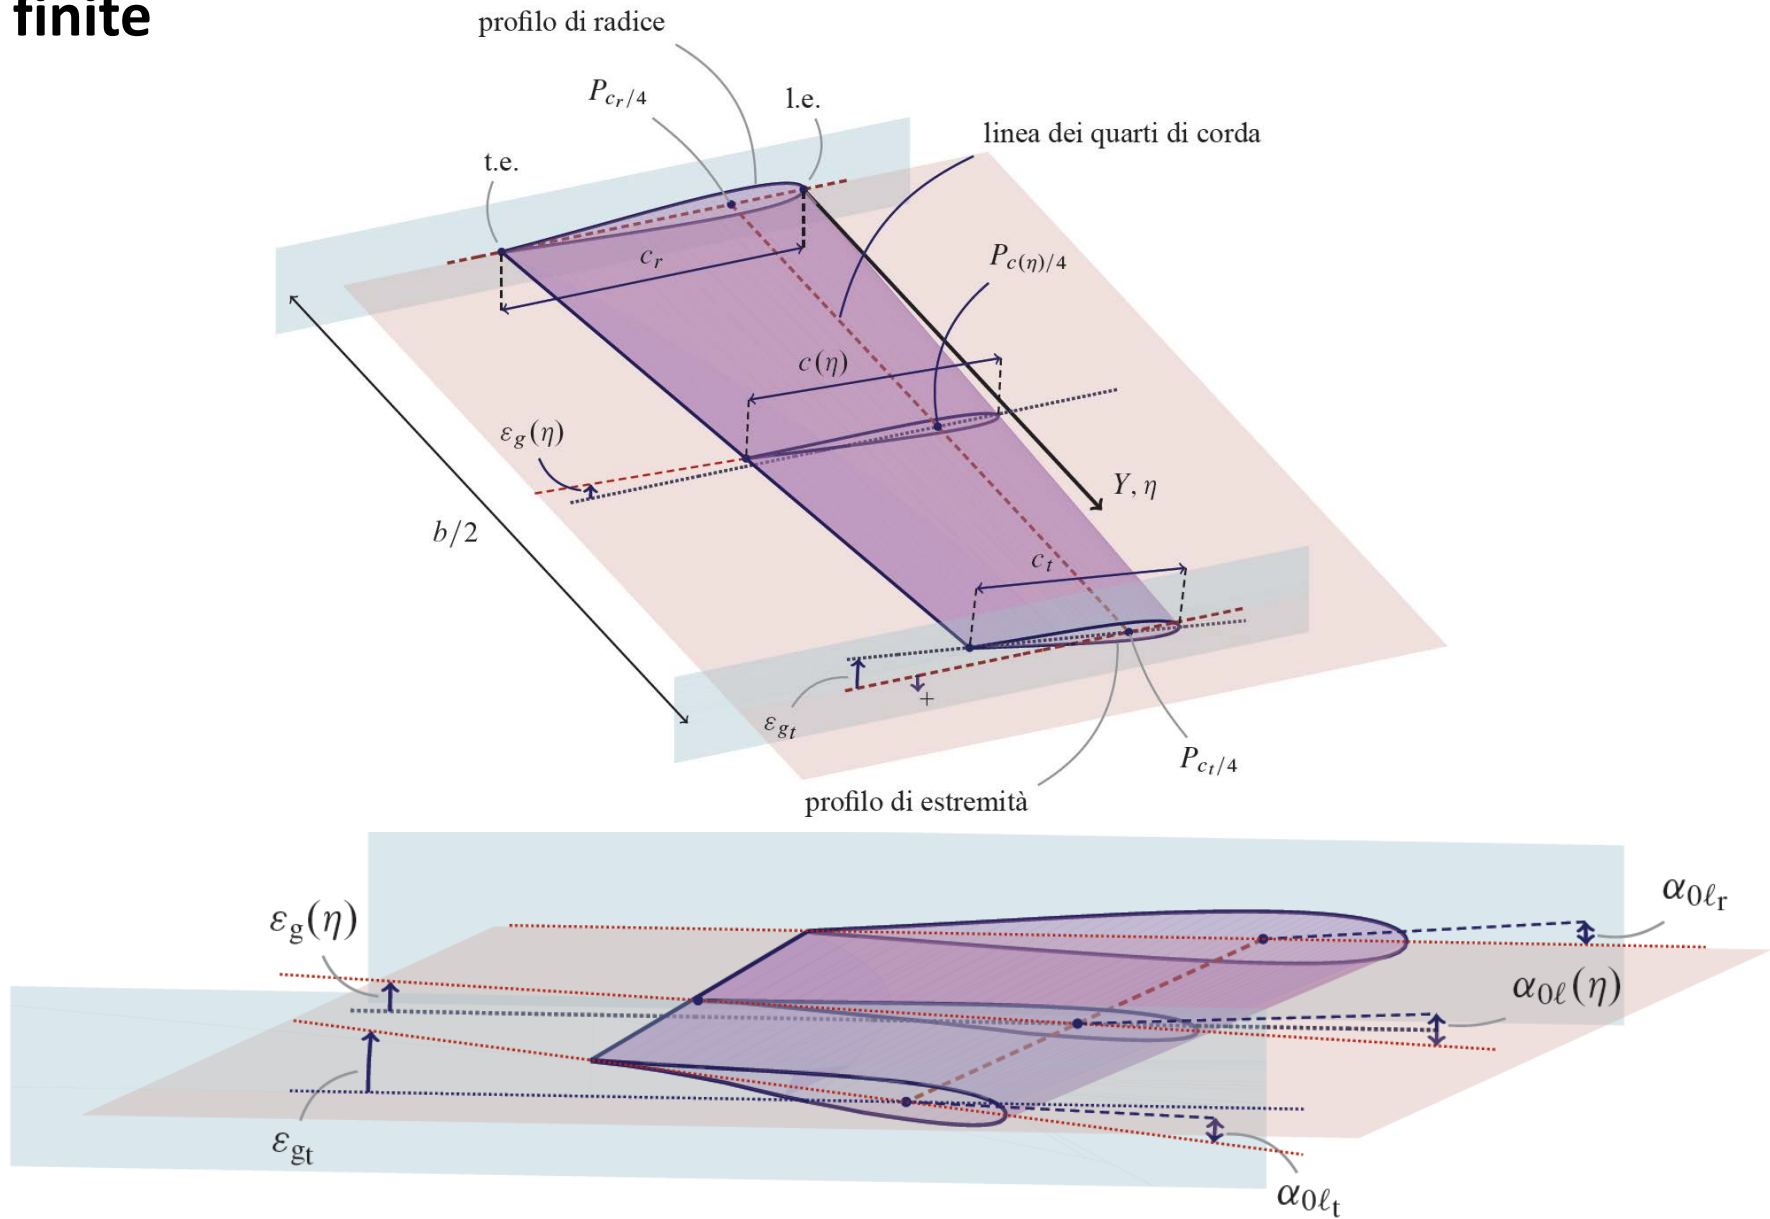 finite
profilo di radice
P_{c_r/4}
l.e.
linea dei quarti di corda
t.e.
c_r
P_{c(η)/4}
c(η)
ε_g(η)
Y, η
b/2
c_t
+
ε_{g_t}
P_{c_t/4}
profilo di estremità
α_{0ℓ_r}
ε_g(η)
α_{0ℓ}(η)
ε_{gt}
α_{0ℓ_t}